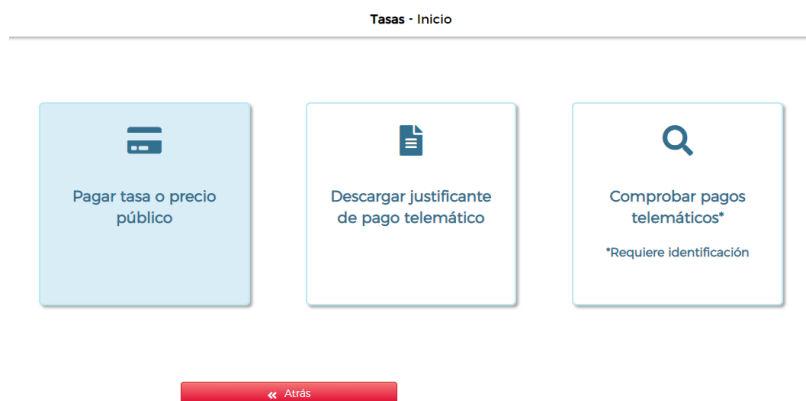 Tasas - Inicio
Pagar tasa o precio
público
Descargar justificante
de pago telemático
Comprobar pagos
telemáticos*
*Requiere identificación
« Atrás